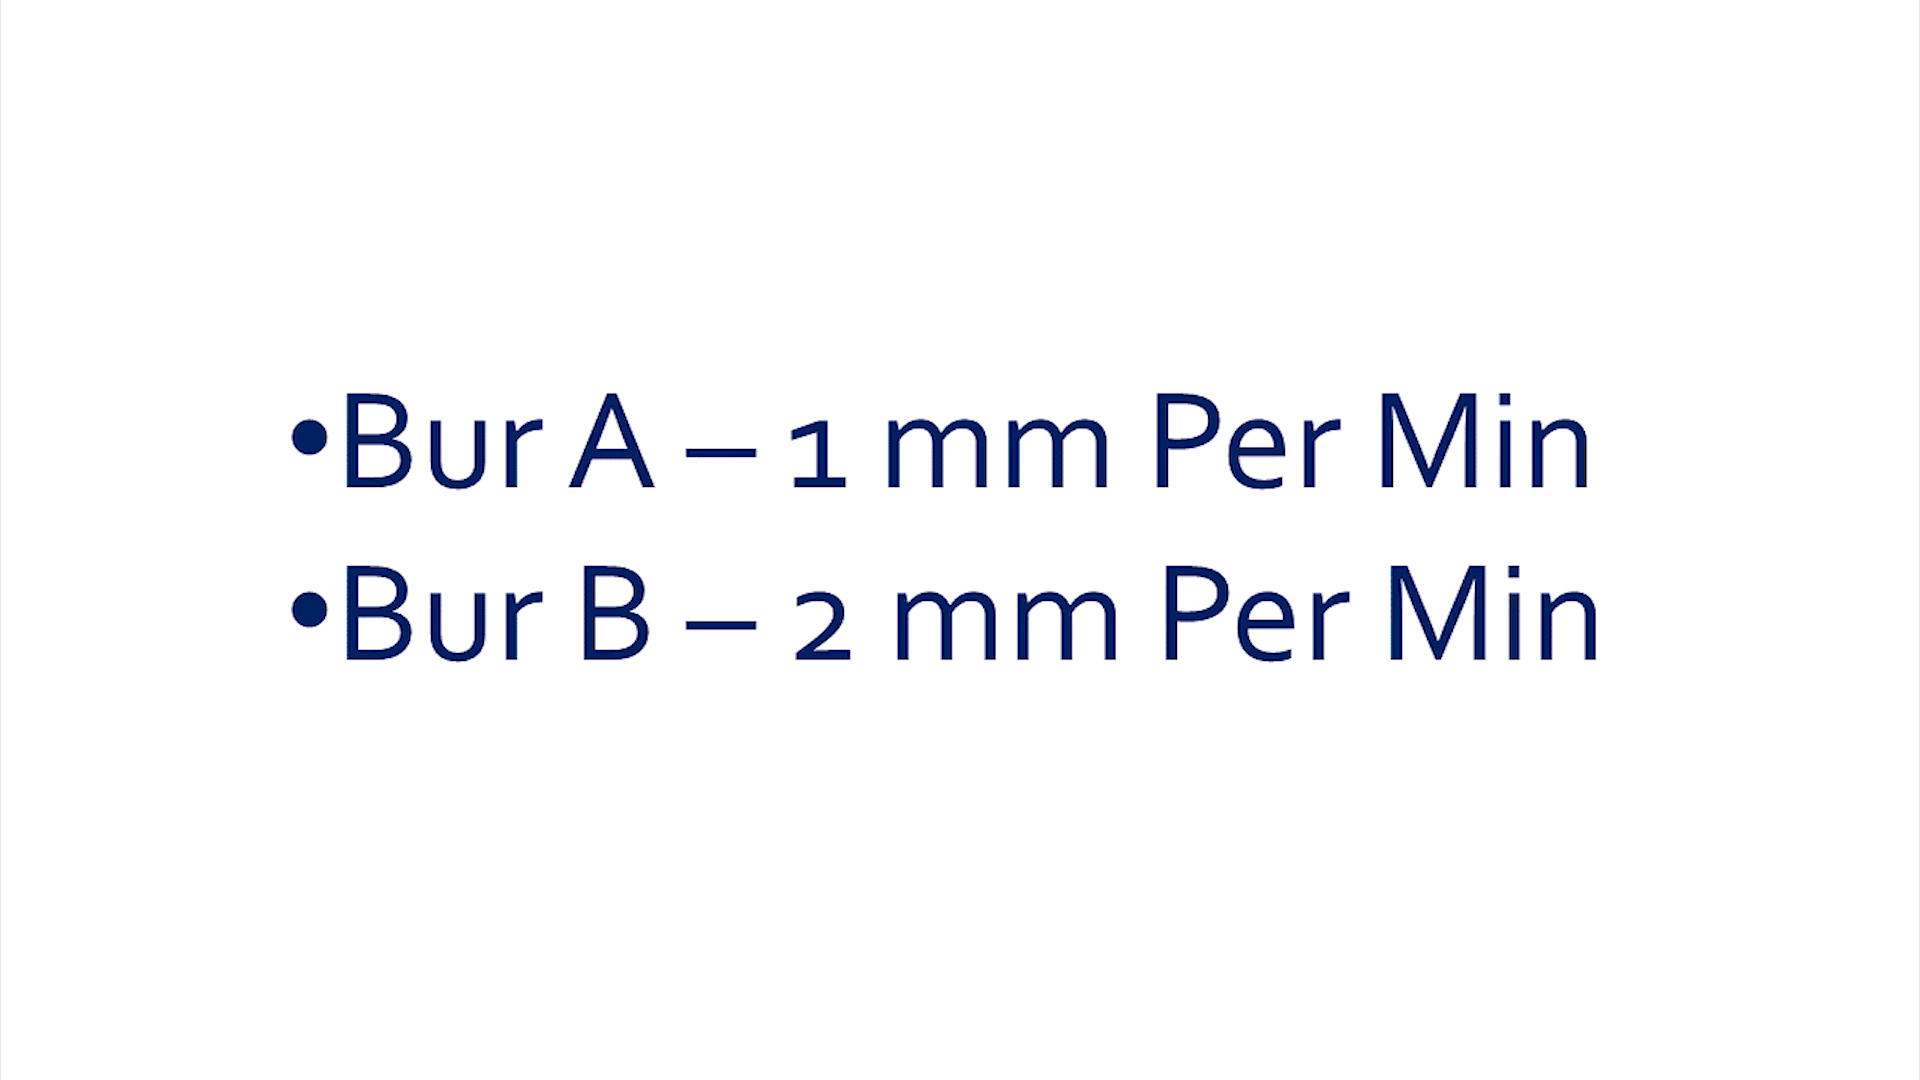 •Bur A – 1 mm Per Min
•Bur B – 2 mm Per Min